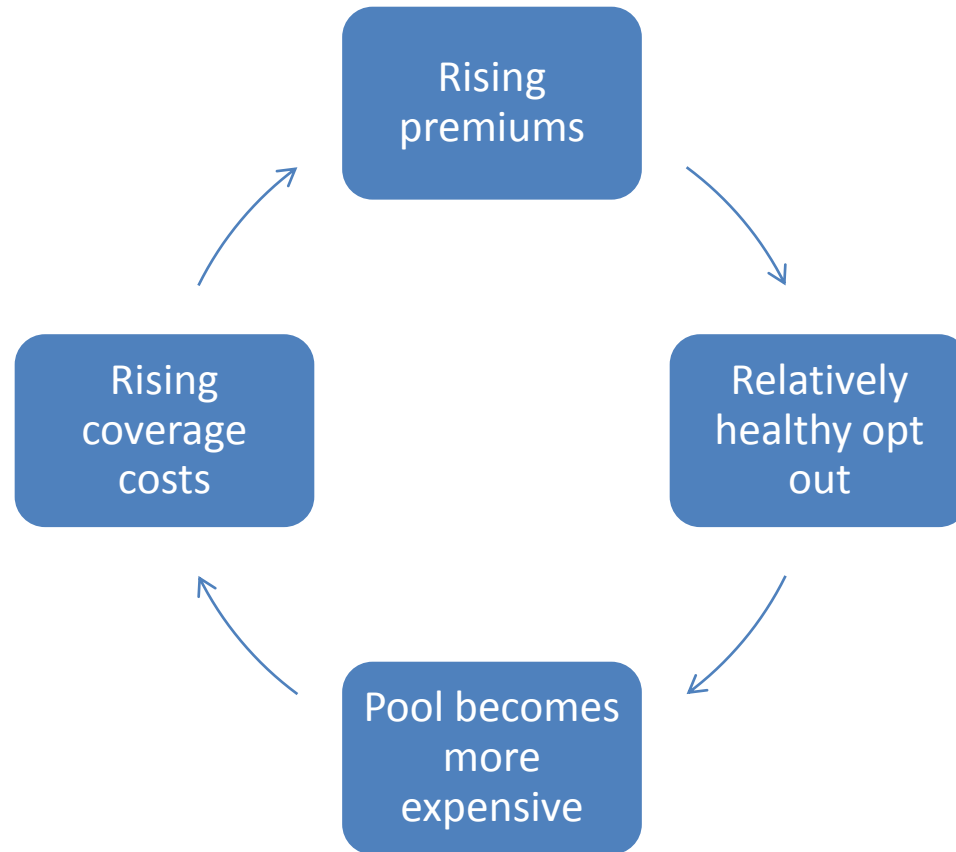 Rising
premiums
Relatively
healthy opt
out
Pool becomes
more
expensive
Rising
coverage
costs